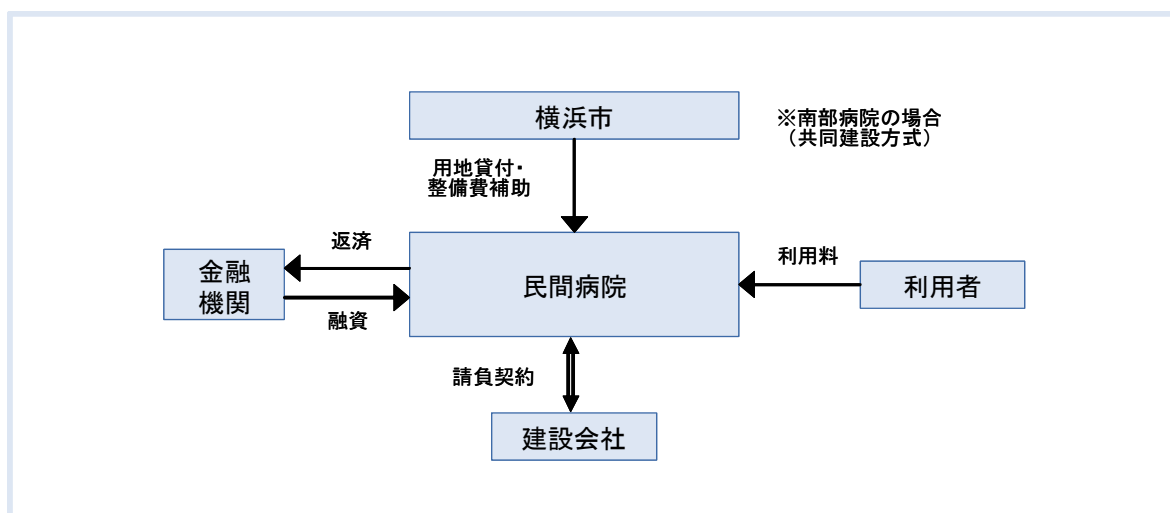 横浜市
※南部病院の場合
（共同建設方式）
用地貸付・
整備費補助
返済
金融
機関
融資
民間病院
利用料
利用者
請負契約
建設会社